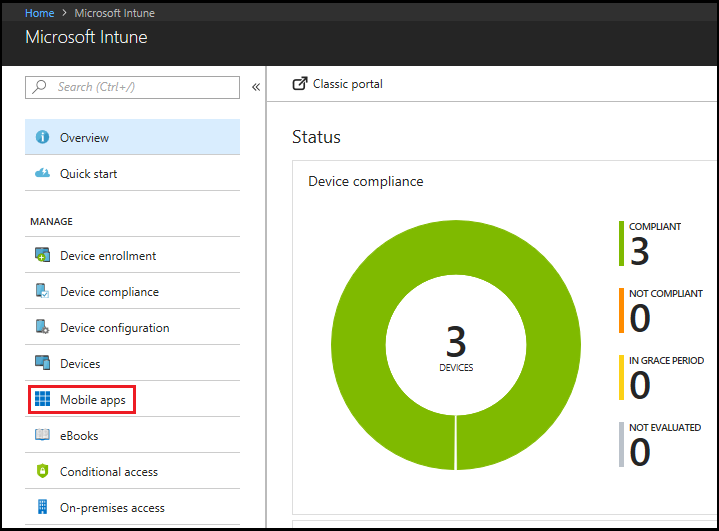 Home > Microsoft Intune
Microsoft Intune
Search (Ctrl+/)
«
Overview
Quick start
MANAGE
Device enrollment
Device compliance
Device configuration
Devices
Mobile apps
eBooks
Conditional access
On-premises access
Classic portal
Status
Device compliance
3
DEVICES
COMPLIANT
3
NOT COMPLIANT
0
IN GRACE PERIOD
0
NOT EVALUATED
0